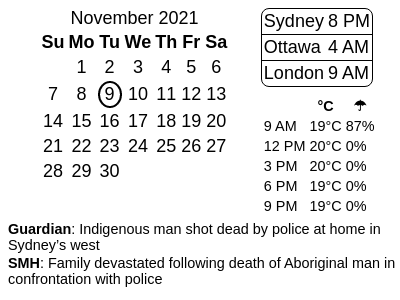 November 2021
Su Mo Tu We Th Fr Sa
1 2 3 4 5 6
7 8 9 10 11 12 13
14 15 16 17 18 19 20
21 22 23 24 25 26 27
28 29 30
Sydney 8 PM
Ottawa 4 AM
London 9 AM
°C ☂
9 AM 19°C 87%
12 PM 20°C 0%
3 PM 20°C 0%
6 PM 19°C 0%
9 PM 19°C 0%
Guardian: Indigenous man shot dead by police at home in
Sydney's west
SMH: Family devastated following death of Aboriginal man in
confrontation with police